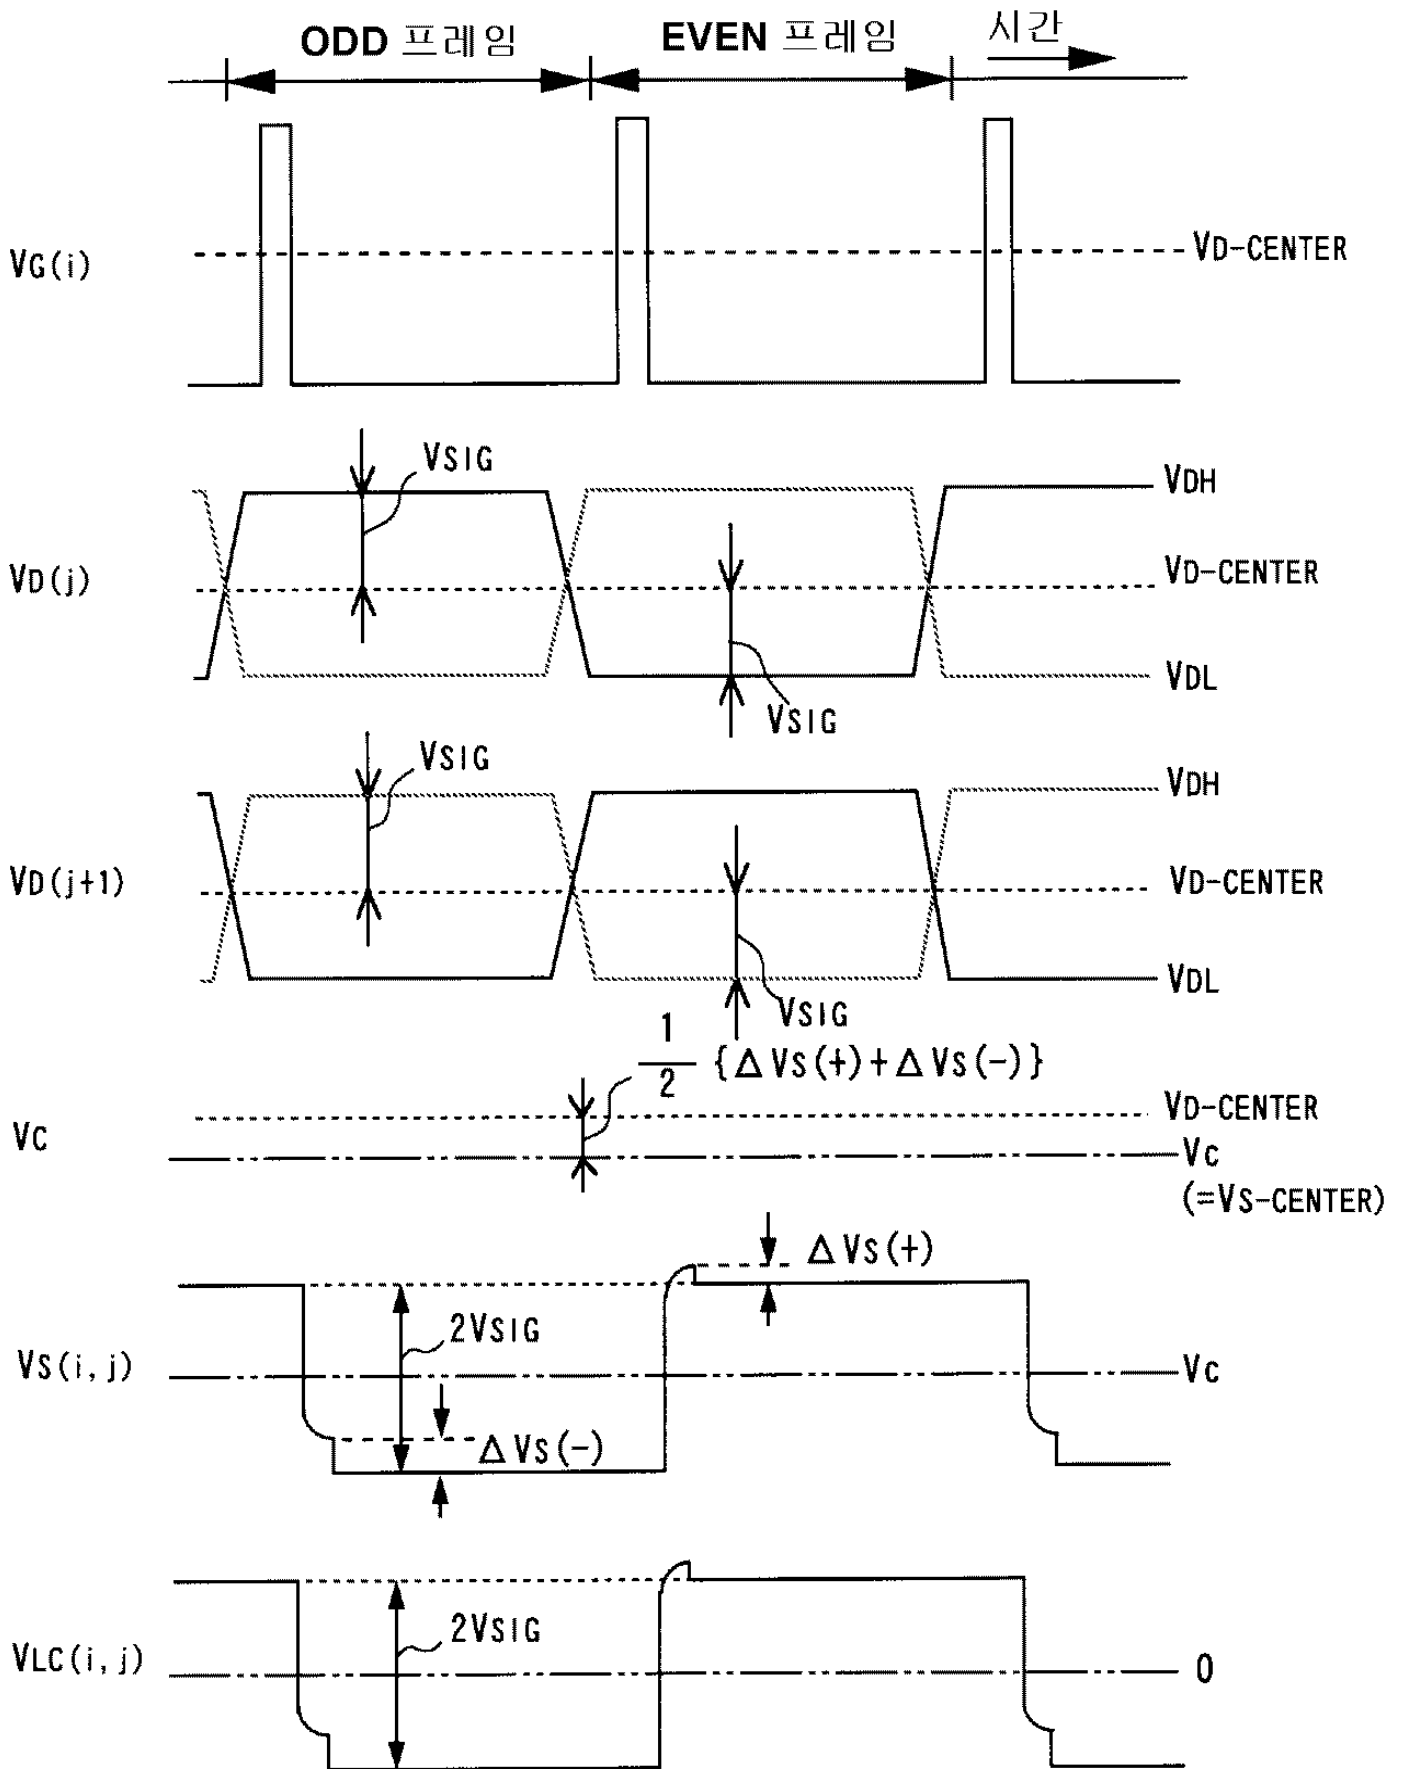 ODD 프레임
EVEN 프레임
시간
VG(i)
VD-CENTER
VSIG
VDH
VD(j)
VD-CENTER
VDL
VSIG
VSIG
VDH
VD(j+1)
VD-CENTER
VDL
VSIG
1/2 {ΔVS(+)+ΔVS(-)}
VD-CENTER
VC
Vc
(=VS-CENTER)
ΔVS(+)
2VSIG
VS(i,j)
Vc
ΔVS(-)
2VSIG
VLC(i,j)
0